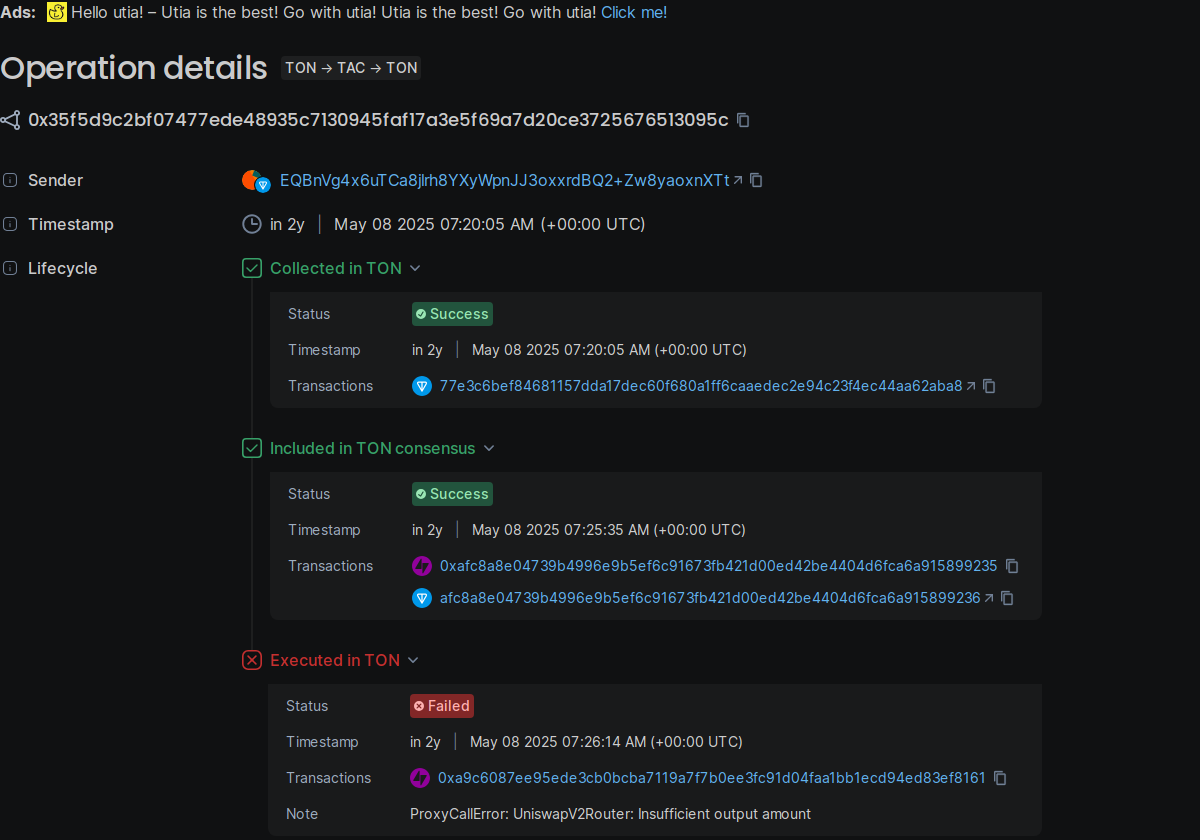 Ads: Hello utia! – Utia is the best! Go with utia! Utia is the best! Go with utia! Click me!
Operation details TON → TAC → TON
0x35f5d9c2bf07477ede48935c7130945faf17a3e5f69a7d20ce3725676513095c
Sender EQBnVg4x6uTCa8jlrh8YXyWpnJJ3oxxrdBQ2+Zw8yaoxnXTt
Timestamp in 2y | May 08 2025 07:20:05 AM (+00:00 UTC)
Lifecycle Collected in TON
Status Success
Timestamp in 2y | May 08 2025 07:20:05 AM (+00:00 UTC)
Transactions 77e3c6bef84681157dda17dec60f680a1ff6caaedec2e94c23f4ec44aa62aba8
Included in TON consensus
Status Success
Timestamp in 2y | May 08 2025 07:25:35 AM (+00:00 UTC)
Transactions 0xafc8a8e04739b4996e9b5ef6c91673fb421d00ed42be4404d6fca6a915899235
afc8a8e04739b4996e9b5ef6c91673fb421d00ed42be4404d6fca6a915899236
Executed in TON
Status Failed
Timestamp in 2y | May 08 2025 07:26:14 AM (+00:00 UTC)
Transactions 0xa9c6087ee95ede3cb0bcba7119a7f7b0ee3fc91d04faa1bb1ecd94ed83ef8161
Note ProxyCallError: UniswapV2Router: Insufficient output amount